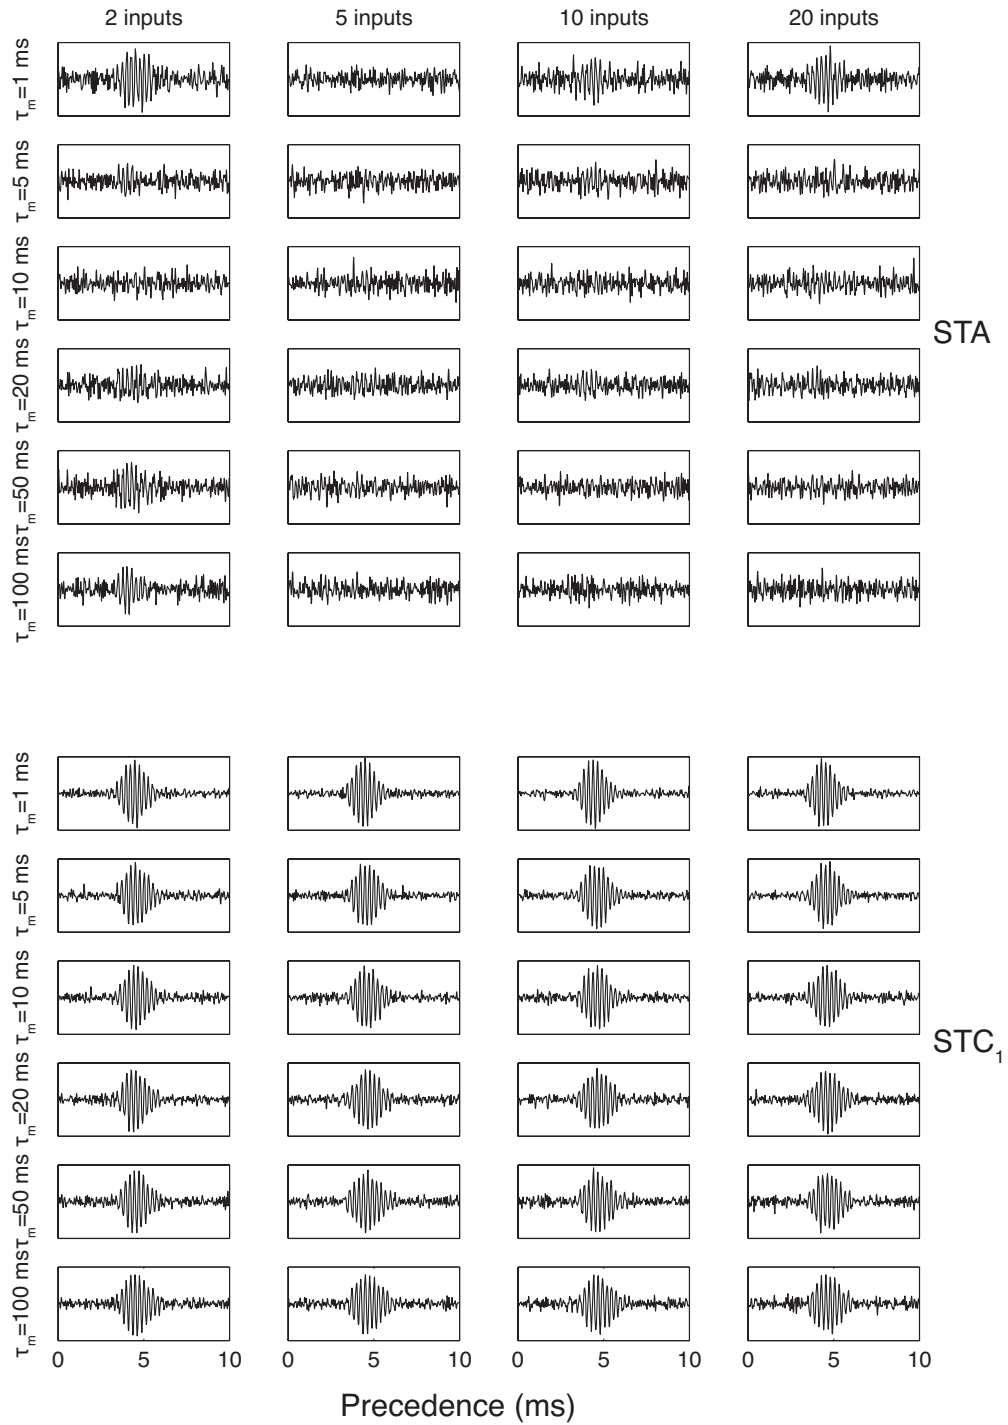 2 inputs 5 inputs 10 inputs 20 inputs
τm=1 ms
τm=5 ms
τm=10 ms
τm=20 ms
τm=50 ms
τm=100 ms
STA
τm=1 ms
τm=5 ms
τm=10 ms
τm=20 ms
τm=50 ms
τm=100 ms
STC1
0 5 10 0 5 10 0 5 10 0 5 10
Precedence (ms)